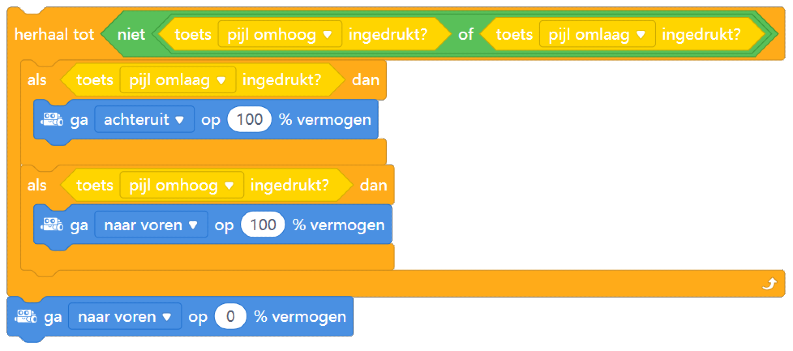 herhaal tot niet toets pijl omhoog ingedrukt? of toets pijl omlaag ingedrukt?
als toets pijl omlaag ingedrukt? dan
ga achteruit op 100 % vermogen
als toets pijl omhoog ingedrukt? dan
ga naar voren op 100 % vermogen
ga naar voren op 0 % vermogen